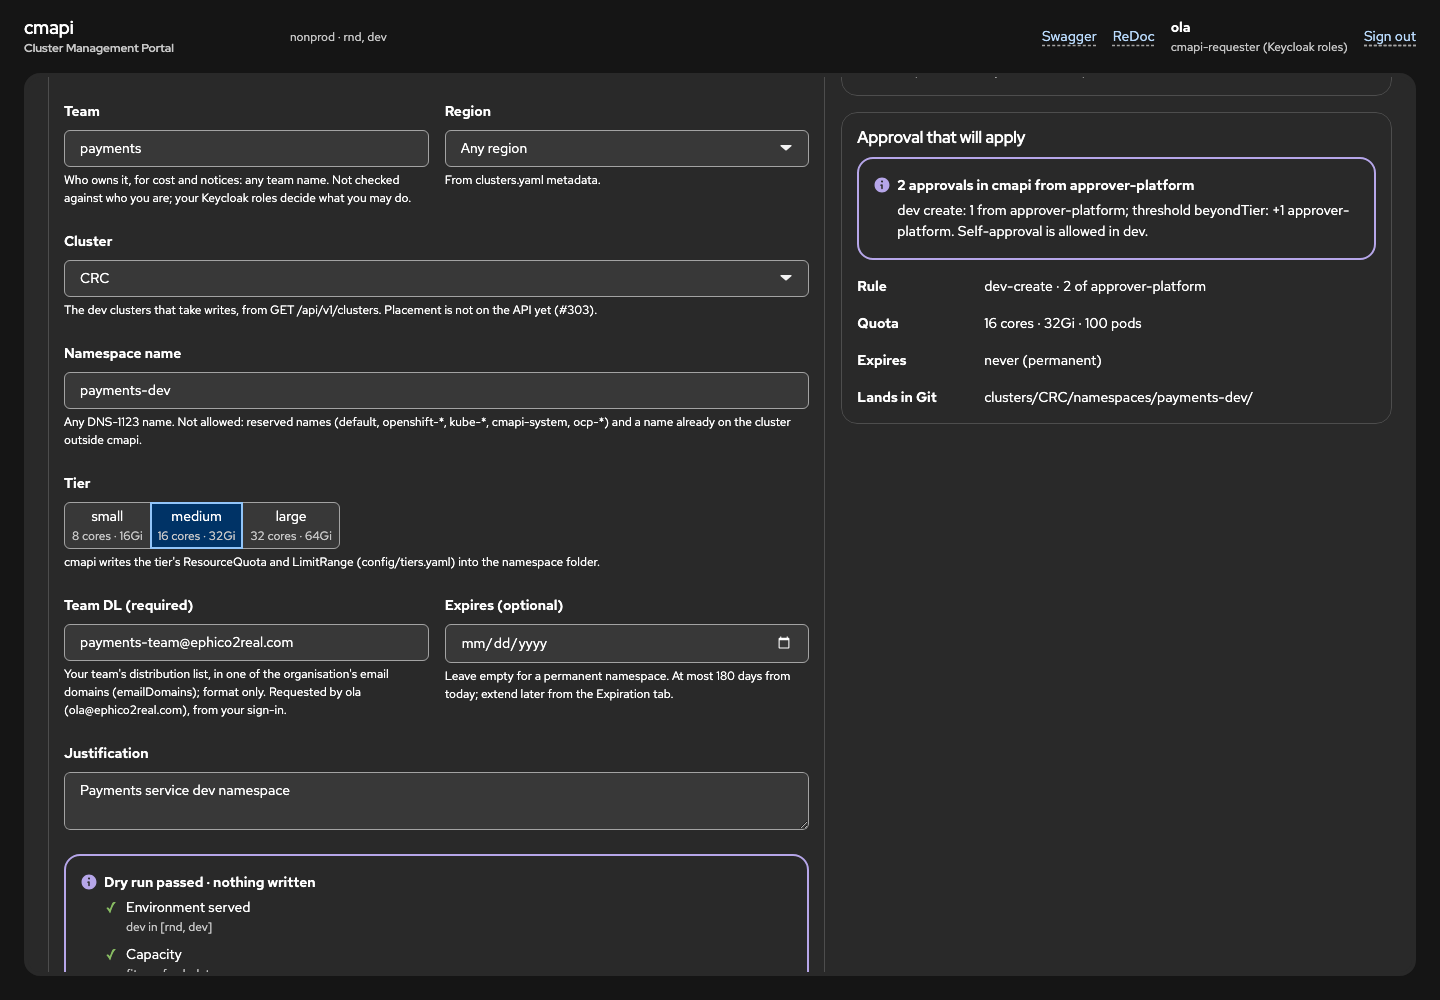 cmapi
Cluster Management Portal
nonprod · rnd, dev
Swagger
ReDoc
ola
cmapi-requester (Keycloak roles)
Sign out
Team
payments
Who owns it, for cost and notices: any team name. Not checked
against who you are; your Keycloak roles decide what you may do.
Region
Any region
From clusters.yaml metadata.
Cluster
CRC
The dev clusters that take writes, from GET /api/v1/clusters. Placement is not on the API yet (#303).
Namespace name
payments-dev
Any DNS-1123 name. Not allowed: reserved names (default, openshift-*, kube-*, cmapi-system, ocp-*) and a name already on the cluster
outside cmapi.
Tier
small
8 cores · 16Gi
medium
16 cores · 32Gi
large
32 cores · 64Gi
cmapi writes the tier's ResourceQuota and LimitRange (config/tiers.yaml) into the namespace folder.
Team DL (required)
payments-team@ephico2real.com
Your team's distribution list, in one of the organisation's email
domains (emailDomains); format only. Requested by ola
(ola@ephico2real.com), from your sign-in.
Expires (optional)
mm/dd/yyyy
Leave empty for a permanent namespace. At most 180 days from
today; extend later from the Expiration tab.
Justification
Payments service dev namespace
Dry run passed · nothing written
✓ Environment served
dev in [rnd, dev]
✓ Capacity
Approval that will apply
2 approvals in cmapi from approver-platform
dev create: 1 from approver-platform; threshold beyondTier: +1 approver-
platform. Self-approval is allowed in dev.
Rule dev-create · 2 of approver-platform
Quota 16 cores · 32Gi · 100 pods
Expires never (permanent)
Lands in Git clusters/CRC/namespaces/payments-dev/